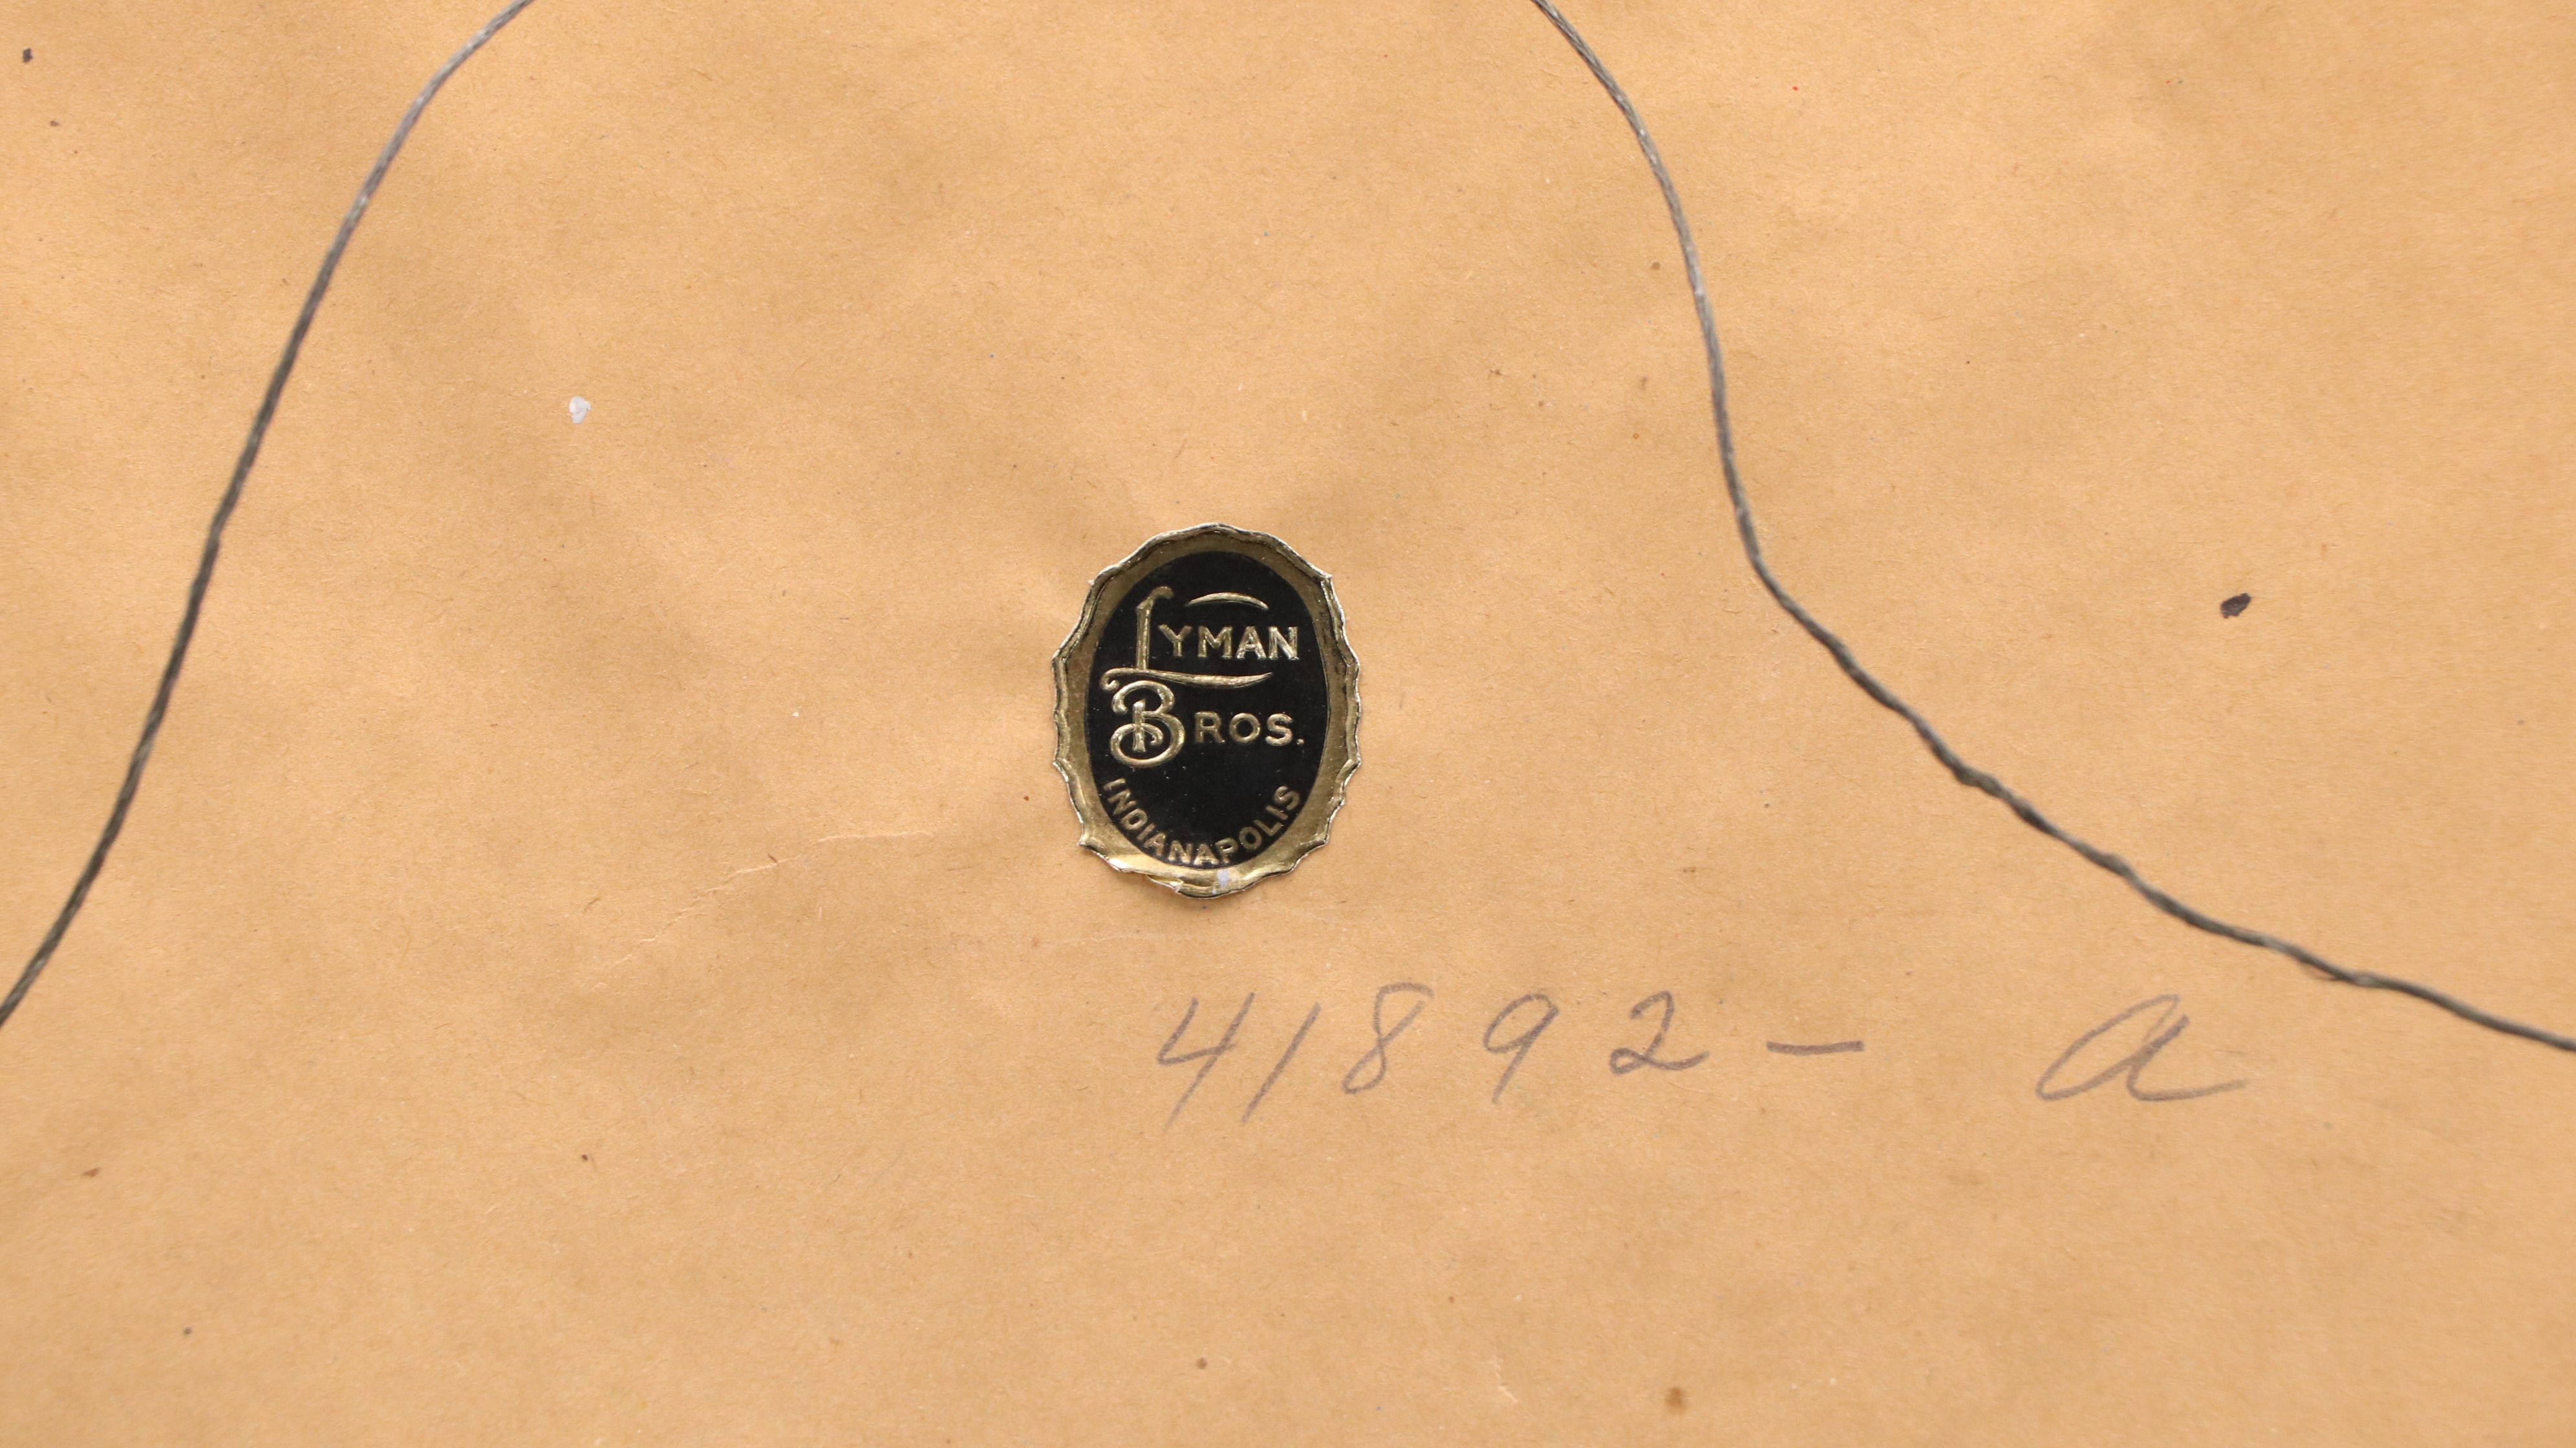 LYMAN
BROS.
INDIANAPOLIS
41892- a